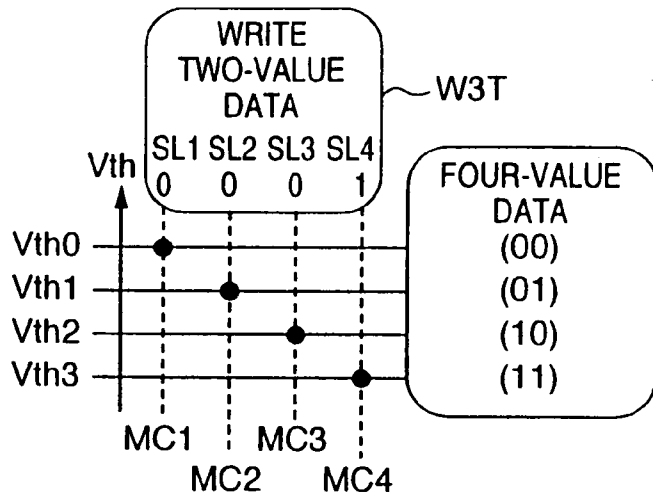 WRITE
TWO-VALUE
DATA
SL1 SL2 SL3 SL4
0 0 0 1
W3T
Vth
FOUR-VALUE
DATA
Vth0 (00)
Vth1 (01)
Vth2 (10)
Vth3 (11)
MC1 MC3
MC2 MC4